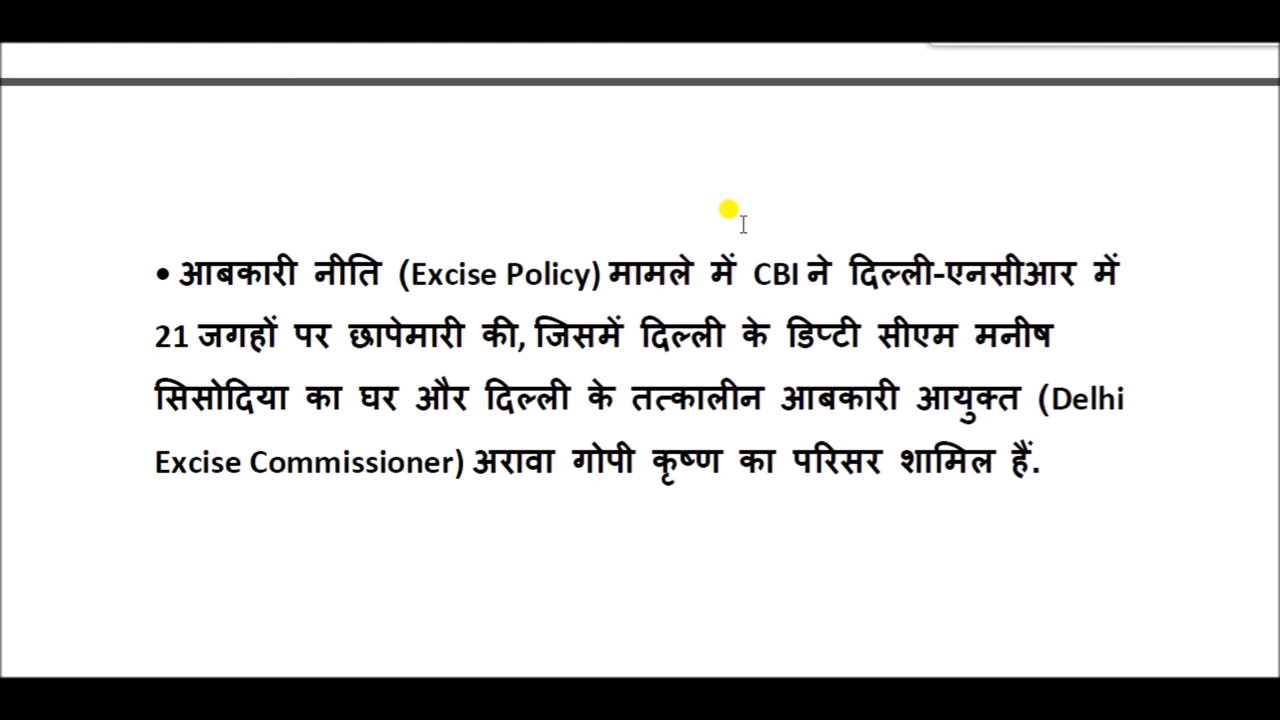 • आबकारी नीति (Excise Policy) मामले में CBI ने दिल्ली-एनसीआर में
21 जगहों पर छापेमारी की, जिसमें दिल्ली के डिप्टी सीएम मनीष
सिसोदिया का घर और दिल्ली के तत्कालीन आबकारी आयुक्त (Delhi
Excise Commissioner) अरावा गोपी कृष्ण का परिसर शामिल हैं.